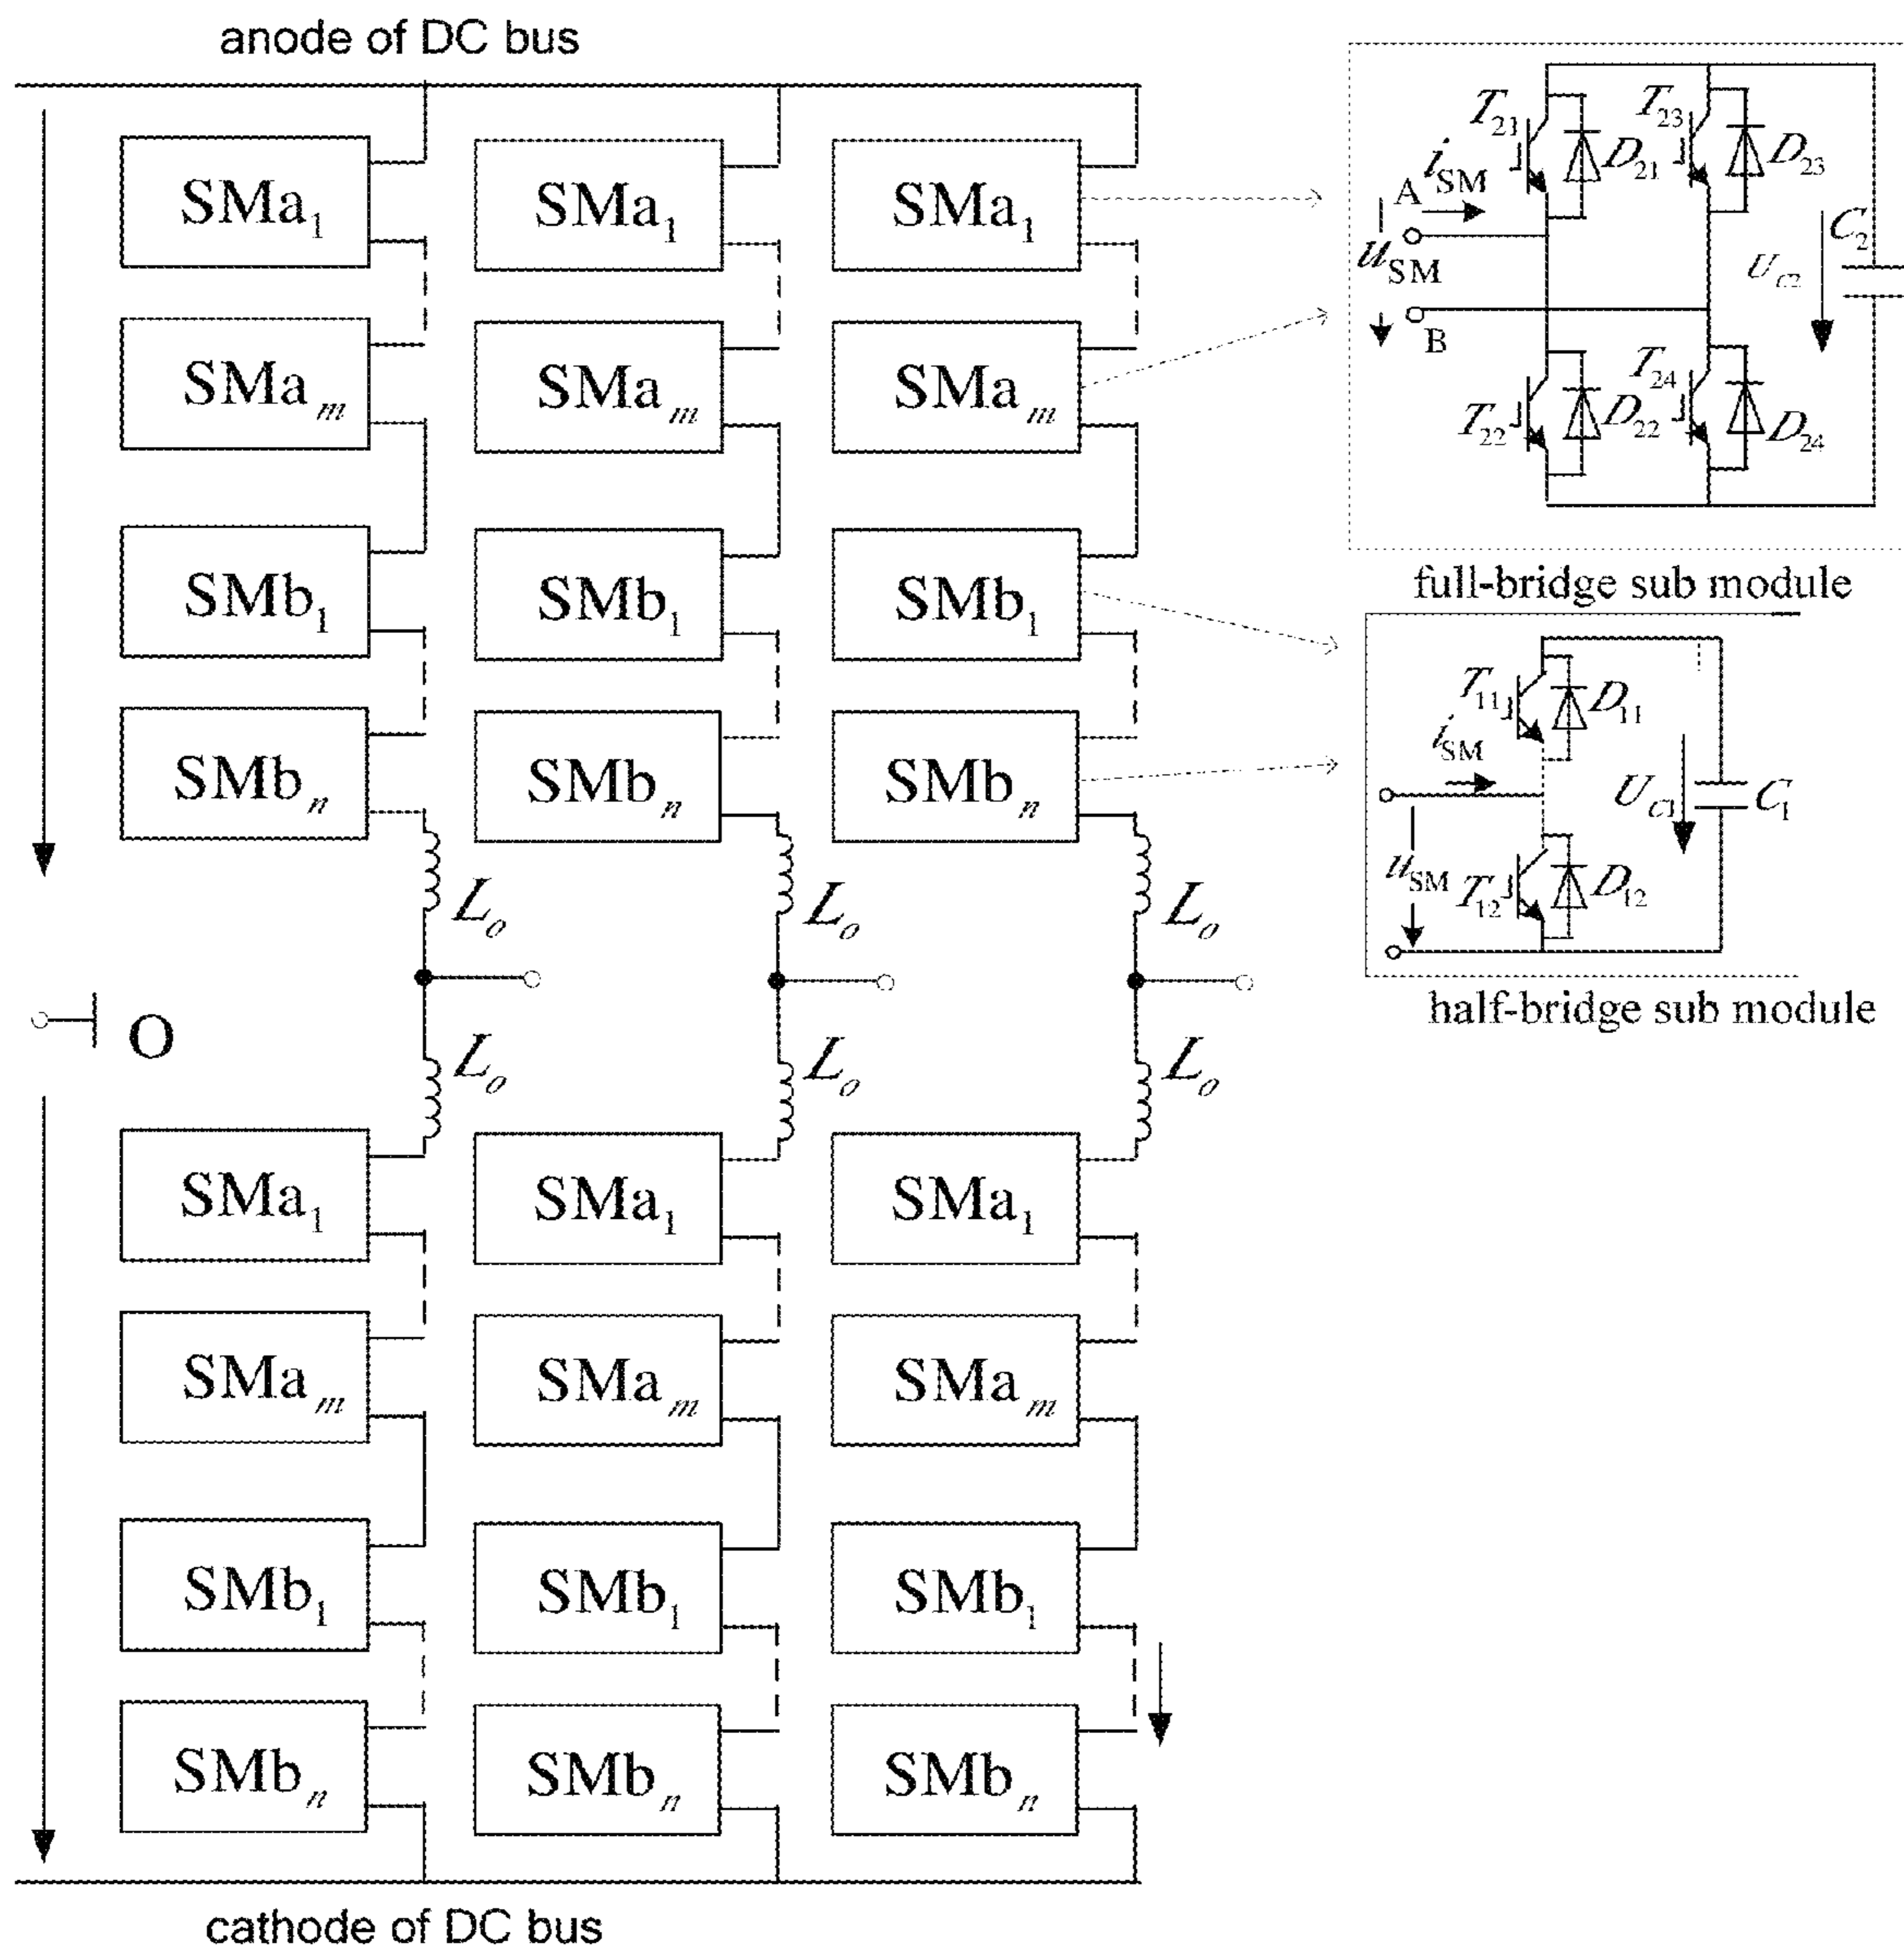 anode of DC bus
SMa1 SMa1 SMa1
SMam SMam SMam
SMb1 SMb1 SMb1
SMbn SMbn SMbn
Lo Lo Lo
O
Lo Lo Lo
SMa1 SMa1 SMa1
SMam SMam SMam
SMb1 SMb1 SMb1
SMbn SMbn SMbn
cathode of DC bus
T21 D21 T23 D23
iSM
A
uSM
B
UC2 C2
T22 D22 T24 D24
full-bridge sub module
T11 D11
iSM
UC1 C1
uSM
T12 D12
half-bridge sub module